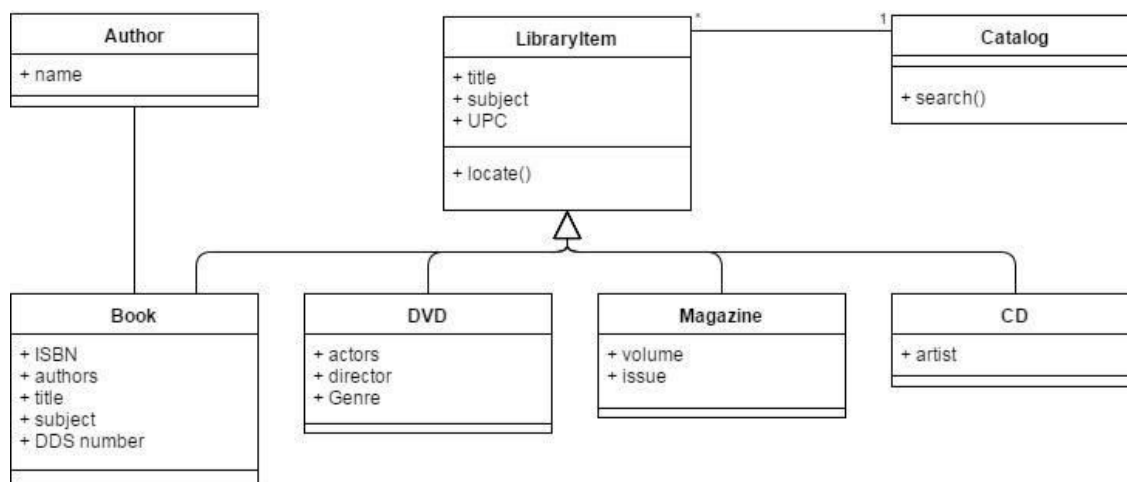 Author
+ name
LibraryItem
+ title
+ subject
+ UPC
+ locate()
* 1
Catalog
+ search()
Book
+ ISBN
+ authors
+ title
+ subject
+ DDS number
DVD
+ actors
+ director
+ Genre
Magazine
+ volume
+ issue
CD
+ artist